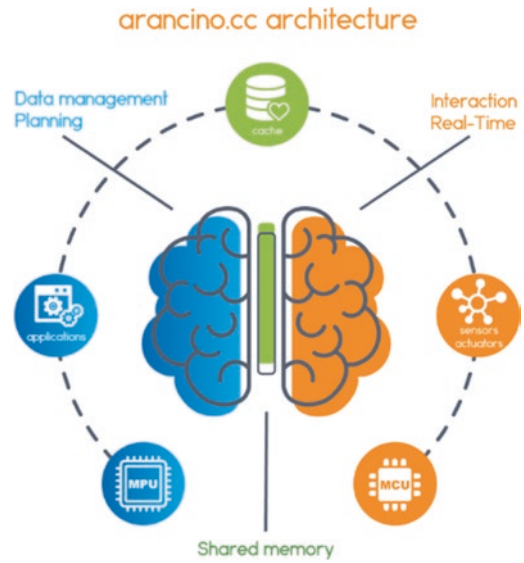 arancino.cc architecture
cache
Data management
Planning
Interaction
Real-Time
applications
sensors
actuators
MPU
MCU
Shared memory